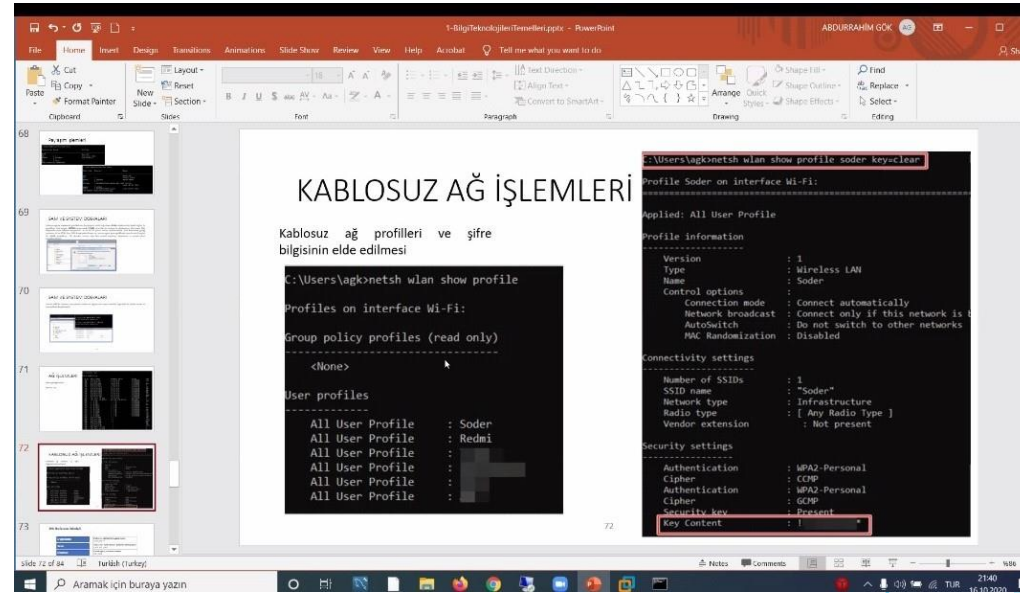 1-BilgiTeknolojileriTemelleri.pptx - PowerPoint
ABDURRAHİM GÖK
AG
File Home Insert Design Transitions Animations Slide Show Review View Help Acrobat Tell me what you want to do
Paste
Cut
Copy
Format Painter
Clipboard
New Slide
Layout
Reset
Section
Slides
Font
Text Direction
Align Text
Convert to SmartArt
Paragraph
Arrange
Quick Styles
Shape Fill
Shape Outline
Shape Effects
Drawing
Find
Replace
Select
Editing
68
69
70
71
72
73
KABLOSUZ AĞ İŞLEMLERİ
Kablosuz ağ profilleri ve şifre
bilgisinin elde edilmesi
C:\Users\agk>netsh wlan show profile
Profiles on interface Wi-Fi:
Group policy profiles (read only)
---------------------------------
<None>
User profiles
-------------
All User Profile : Soder
All User Profile : Redmi
All User Profile :
All User Profile :
All User Profile :
All User Profile :
72
C:\Users\agk>netsh wlan show profile soder key=clear
Profile Soder on interface Wi-Fi:
Applied: All User Profile
Profile information
Version : 1
Type : Wireless LAN
Name : Soder
Control options :
Connection mode : Connect automatically
Network broadcast : Connect only if this network is
AutoSwitch : Do not switch to other networks
MAC Randomization : Disabled
Connectivity settings
Number of SSIDs : 1
SSID name : "Soder"
Network type : Infrastructure
Radio type : [ Any Radio Type ]
Vendor extension : Not present
Security settings
Authentication : WPA2-Personal
Cipher : CCMP
Authentication : WPA2-Personal
Cipher : GCMP
Security key : Present
Key Content : ! *
Slide 72 of 84 Turkish (Turkey)
Notes Comments %86
Aramak için buraya yazın
TUR
21:40
16.10.2020